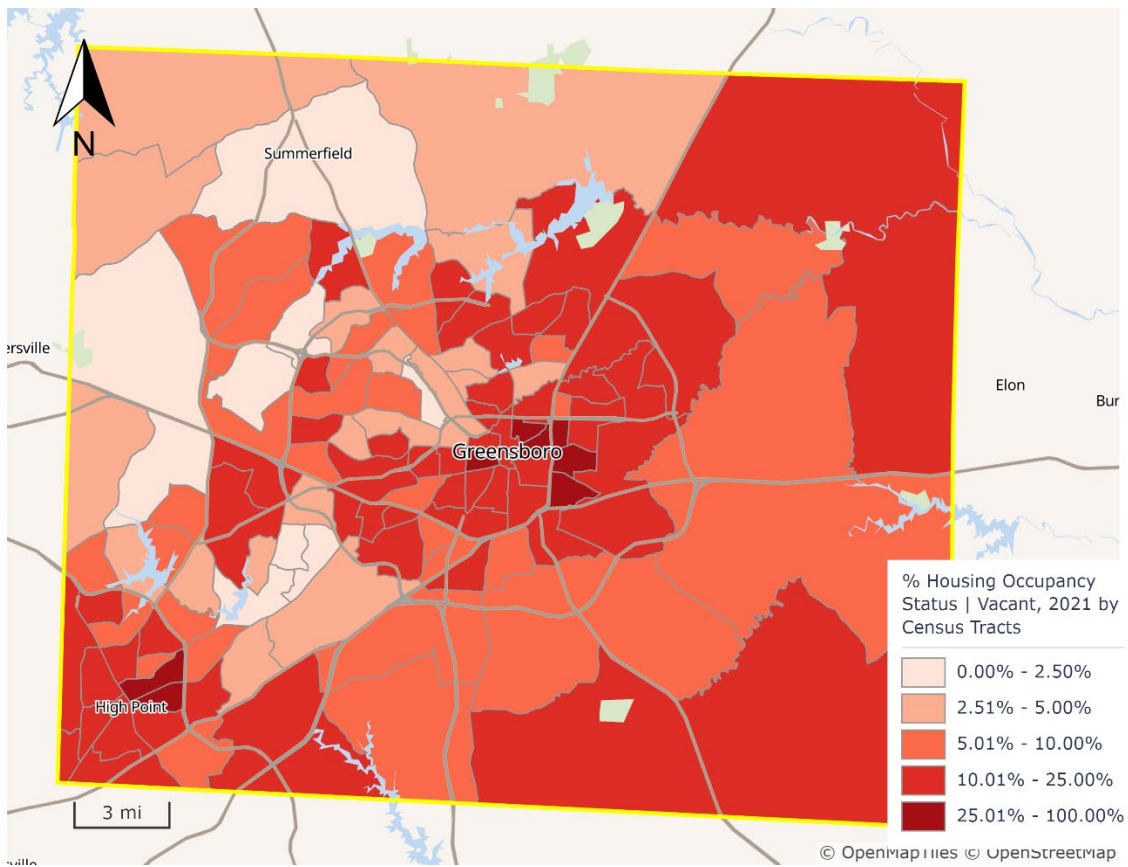 N
Summerfield
ersville
Elon
Bur
Greensboro
High Point
3 mi
% Housing Occupancy
Status | Vacant, 2021 by
Census Tracts
0.00% - 2.50%
2.51% - 5.00%
5.01% - 10.00%
10.01% - 25.00%
25.01% - 100.00%
sville
© OpenMapTiles © OpenStreetMap